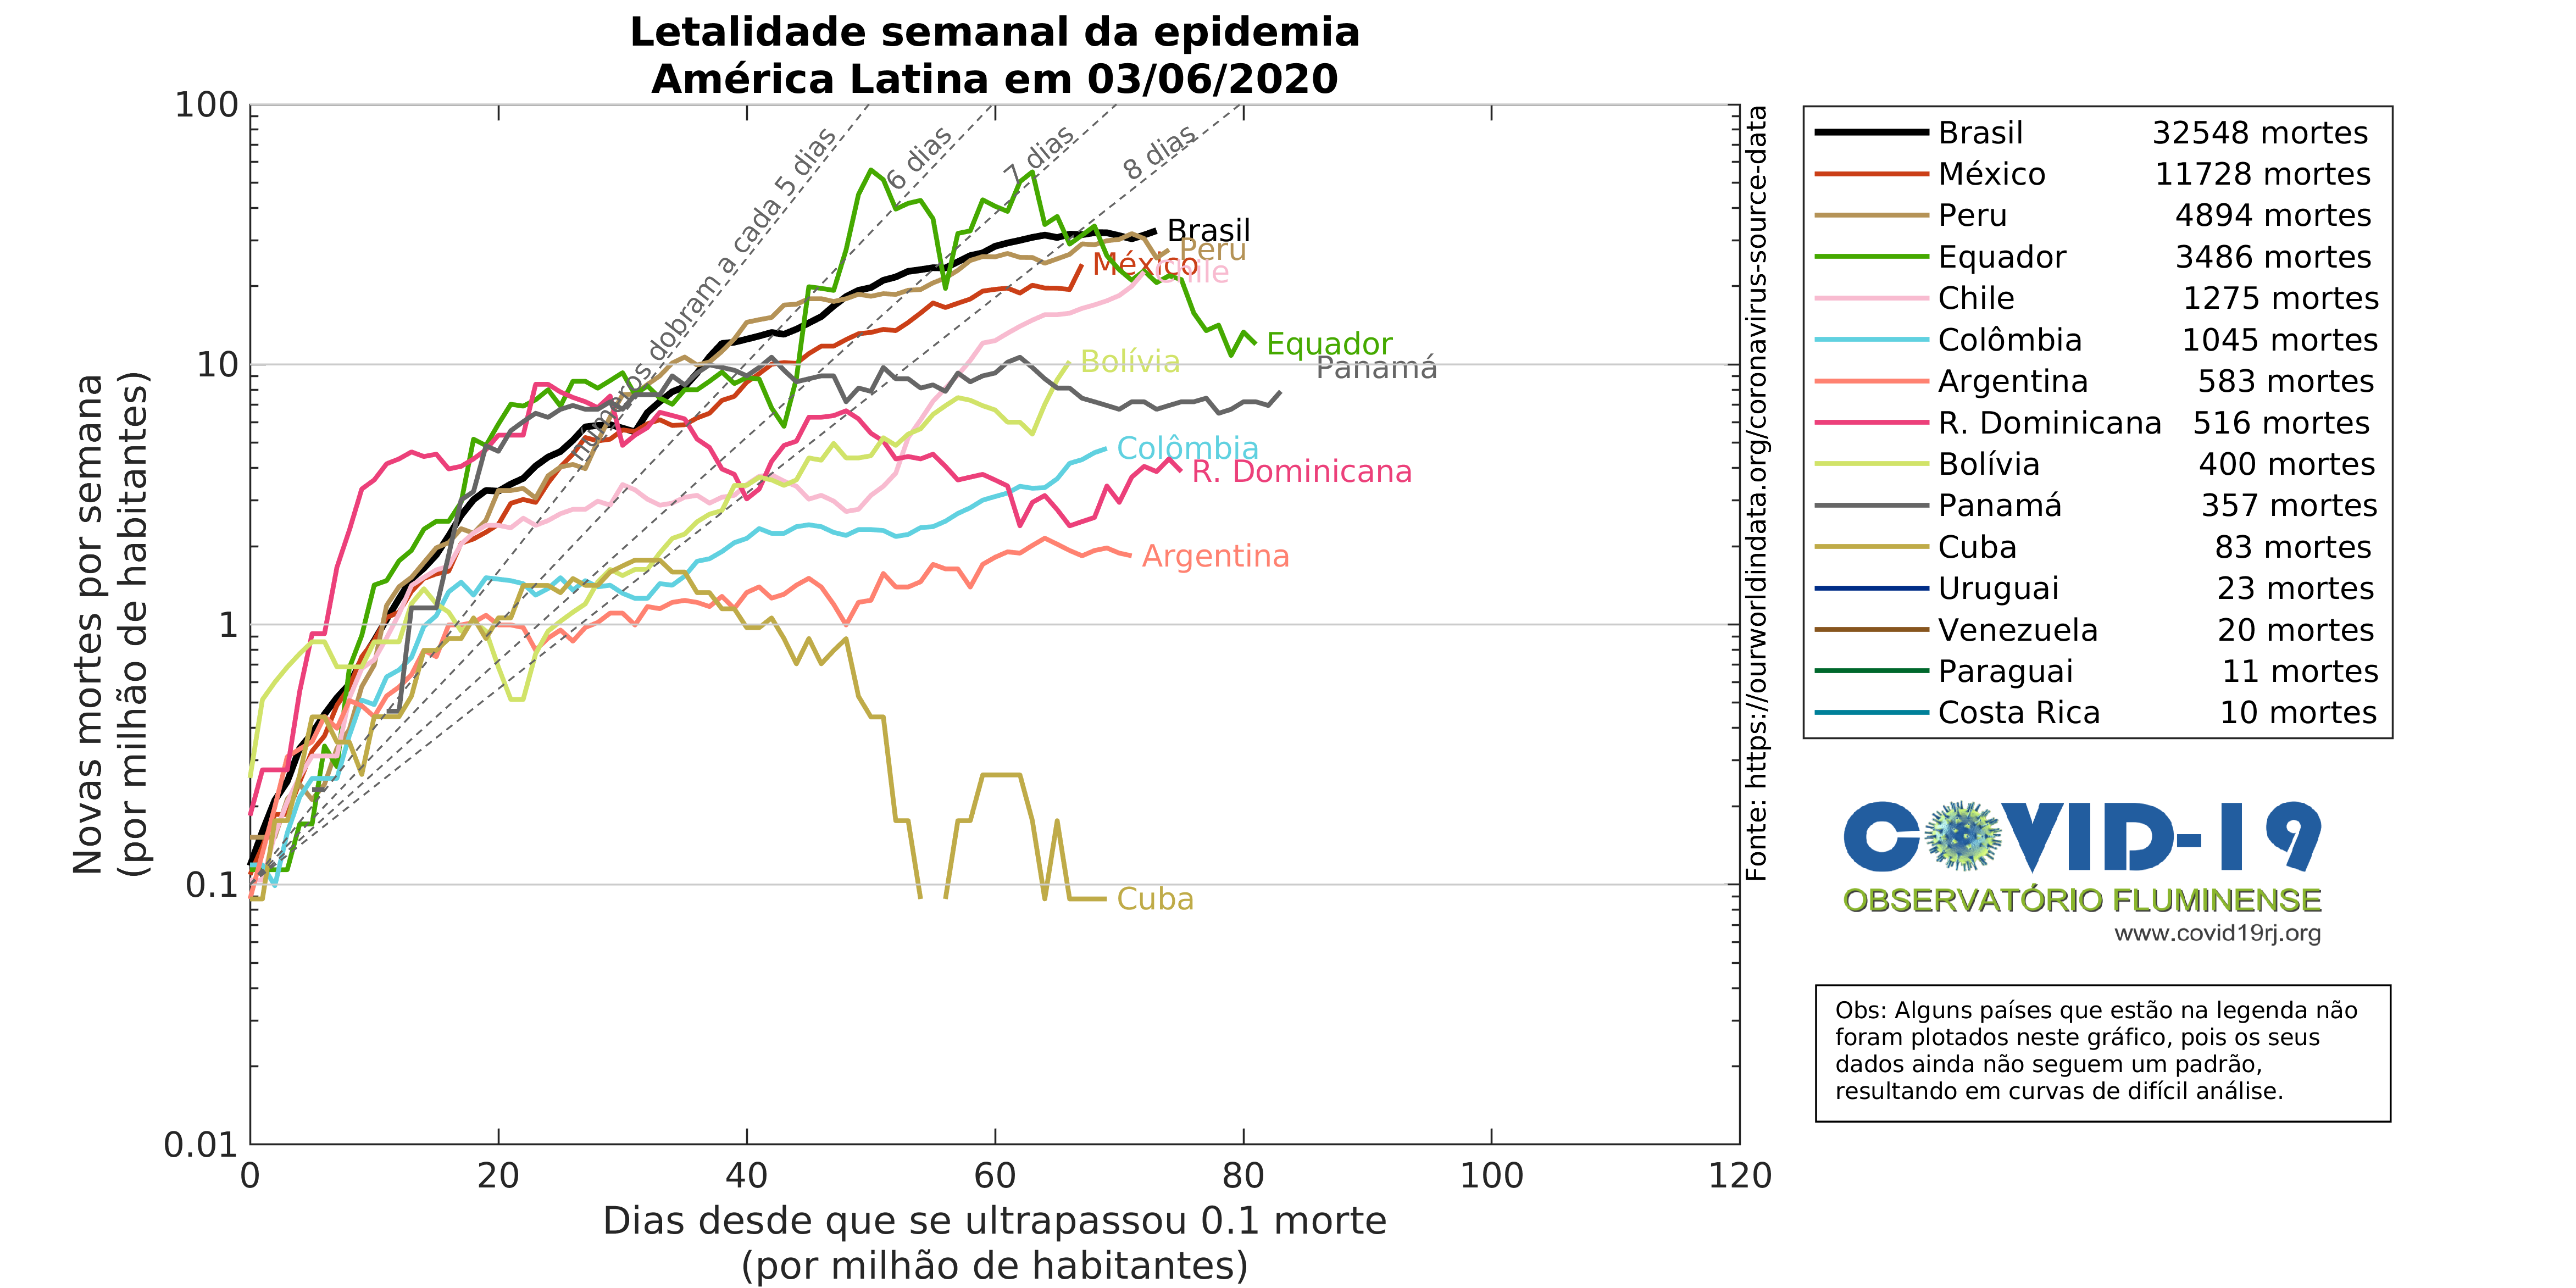 Letalidade semanal da epidemia
América Latina em 03/06/2020
Novas mortes por semana
(por milhão de habitantes)
100
10
1
0.1
0.01
0
20
40
60
80
100
120
Dias desde que se ultrapassou 0.1 morte
(por milhão de habitantes)
números dobram a cada 5 dias
6 dias
7 dias
8 dias
Brasil
Peru
México
Chile
Equador
Bolívia
Panamá
Colômbia
R. Dominicana
Argentina
Cuba
Fonte: https://ourworldindata.org/coronavirus-source-data
Brasil 32548 mortes
México 11728 mortes
Peru 4894 mortes
Equador 3486 mortes
Chile 1275 mortes
Colômbia 1045 mortes
Argentina 583 mortes
R. Dominicana 516 mortes
Bolívia 400 mortes
Panamá 357 mortes
Cuba 83 mortes
Uruguai 23 mortes
Venezuela 20 mortes
Paraguai 11 mortes
Costa Rica 10 mortes
COVID-19
OBSERVATÓRIO FLUMINENSE
www.covid19rj.org
Obs: Alguns países que estão na legenda não
foram plotados neste gráfico, pois os seus
dados ainda não seguem um padrão,
resultando em curvas de difícil análise.